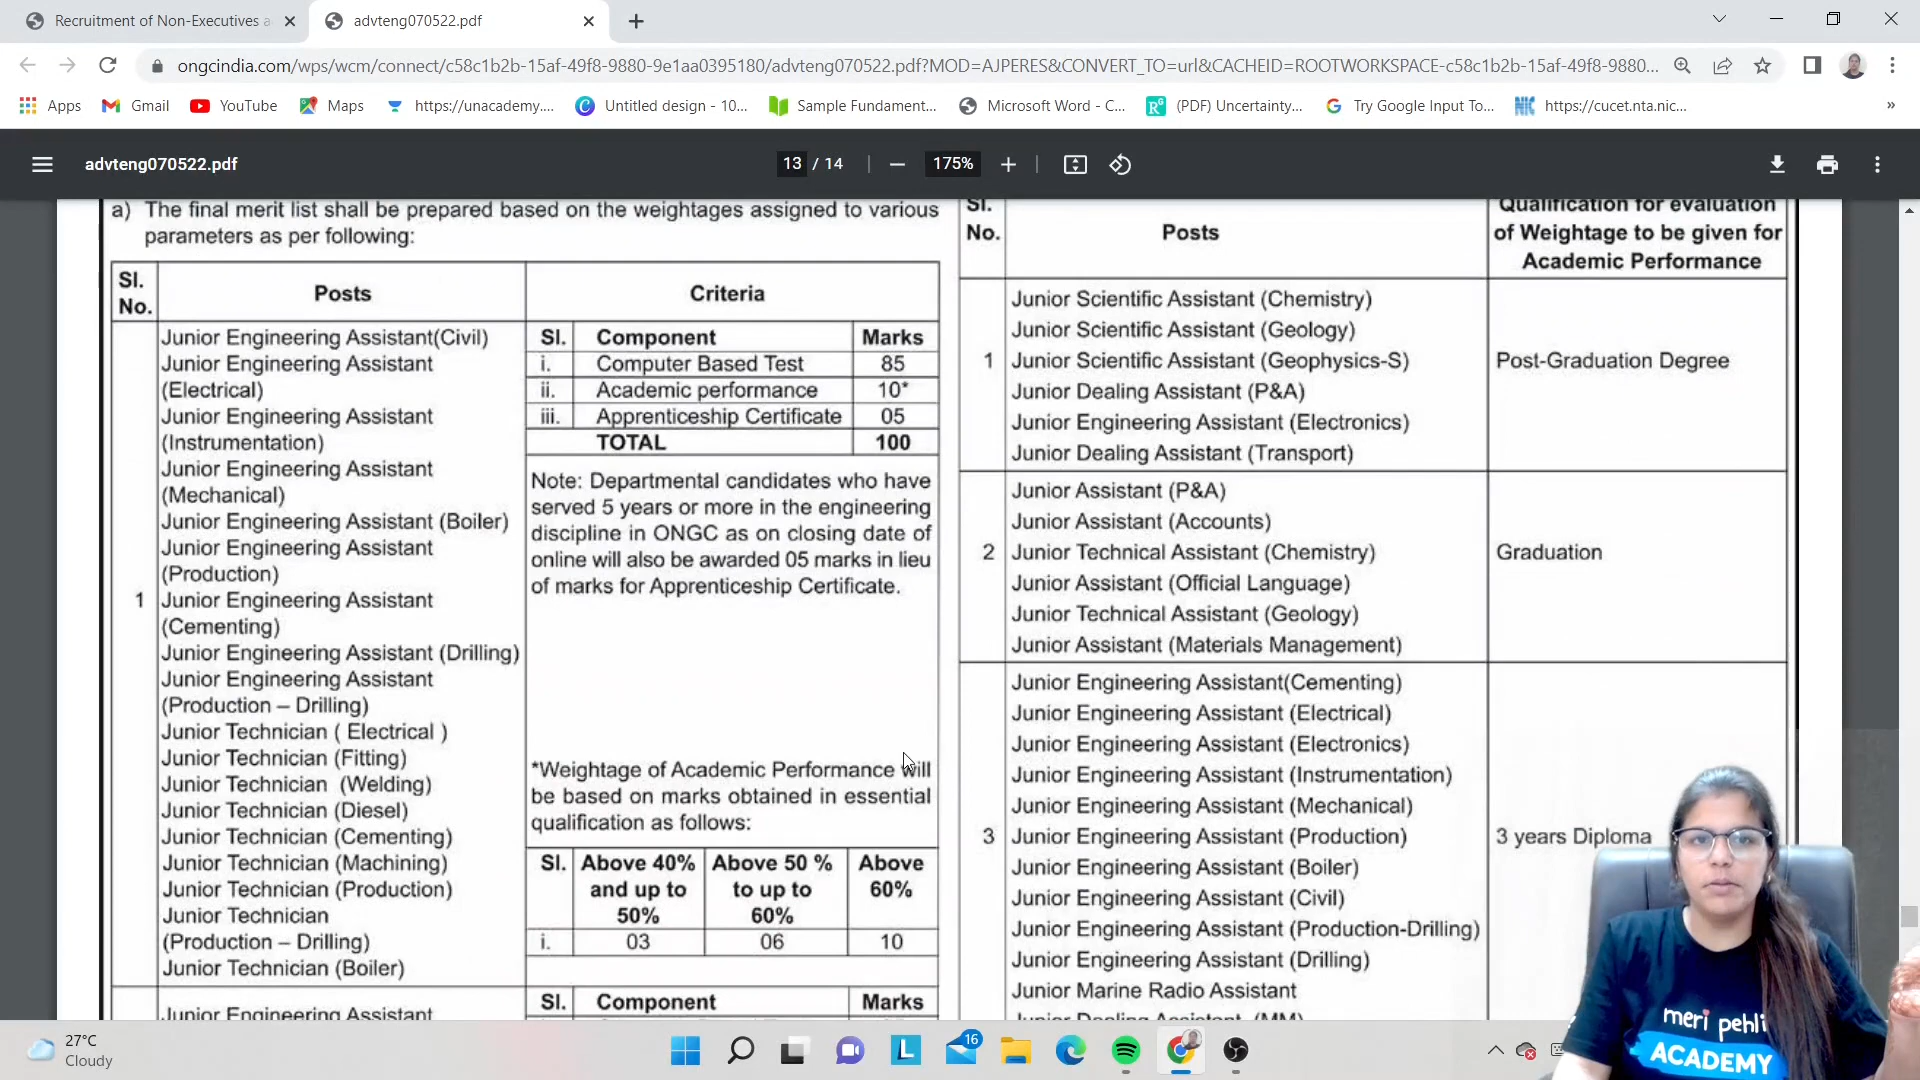 Recruitment of Non-Executives a
advteng070522.pdf
ongcindia.com/wps/wcm/connect/c58c1b2b-15af-49f8-9880-9e1aa0395180/advteng070522.pdf?MOD=AJPERES&CONVERT_TO=url&CACHEID=ROOTWORKSPACE-c58c1b2b-15af-49f8-9880...
Apps
Gmail
YouTube
Maps
https://unacademy....
Untitled design - 10...
Sample Fundament...
Microsoft Word - C...
(PDF) Uncertainty...
Try Google Input To...
https://cucet.nta.nic...
»
advteng070522.pdf
13 / 14
175%
a) The final merit list shall be prepared based on the weightages assigned to various
parameters as per following:
Sl.
No.
Posts
Criteria
1
Junior Engineering Assistant(Civil)
Junior Engineering Assistant
(Electrical)
Junior Engineering Assistant
(Instrumentation)
Junior Engineering Assistant
(Mechanical)
Junior Engineering Assistant (Boiler)
Junior Engineering Assistant
(Production)
Junior Engineering Assistant
(Cementing)
Junior Engineering Assistant (Drilling)
Junior Engineering Assistant
(Production – Drilling)
Junior Technician ( Electrical )
Junior Technician (Fitting)
Junior Technician (Welding)
Junior Technician (Diesel)
Junior Technician (Cementing)
Junior Technician (Machining)
Junior Technician (Production)
Junior Technician
(Production – Drilling)
Junior Technician (Boiler)
Sl. Component Marks
i. Computer Based Test 85
ii. Academic performance 10*
iii. Apprenticeship Certificate 05
TOTAL 100
Note: Departmental candidates who have
served 5 years or more in the engineering
discipline in ONGC as on closing date of
online will also be awarded 05 marks in lieu
of marks for Apprenticeship Certificate.
*Weightage of Academic Performance will
be based on marks obtained in essential
qualification as follows:
Sl. Above 40% Above 50 % Above
and up to to up to 60%
50% 60%
i. 03 06 10
Junior Engineering Assistant
Sl. Component Marks
Sl.
No.
Posts
Qualification for evaluation
of Weightage to be given for
Academic Performance
1
Junior Scientific Assistant (Chemistry)
Junior Scientific Assistant (Geology)
Junior Scientific Assistant (Geophysics-S)
Junior Dealing Assistant (P&A)
Junior Engineering Assistant (Electronics)
Junior Dealing Assistant (Transport)
Post-Graduation Degree
2
Junior Assistant (P&A)
Junior Assistant (Accounts)
Junior Technical Assistant (Chemistry)
Junior Assistant (Official Language)
Junior Technical Assistant (Geology)
Junior Assistant (Materials Management)
Graduation
3
Junior Engineering Assistant(Cementing)
Junior Engineering Assistant (Electrical)
Junior Engineering Assistant (Electronics)
Junior Engineering Assistant (Instrumentation)
Junior Engineering Assistant (Mechanical)
Junior Engineering Assistant (Production)
Junior Engineering Assistant (Boiler)
Junior Engineering Assistant (Civil)
Junior Engineering Assistant (Production-Drilling)
Junior Engineering Assistant (Drilling)
Junior Marine Radio Assistant
Junior Dealing Assistant (MM)
3 years Diploma
meri pehli
ACADEMY
27°C
Cloudy
16